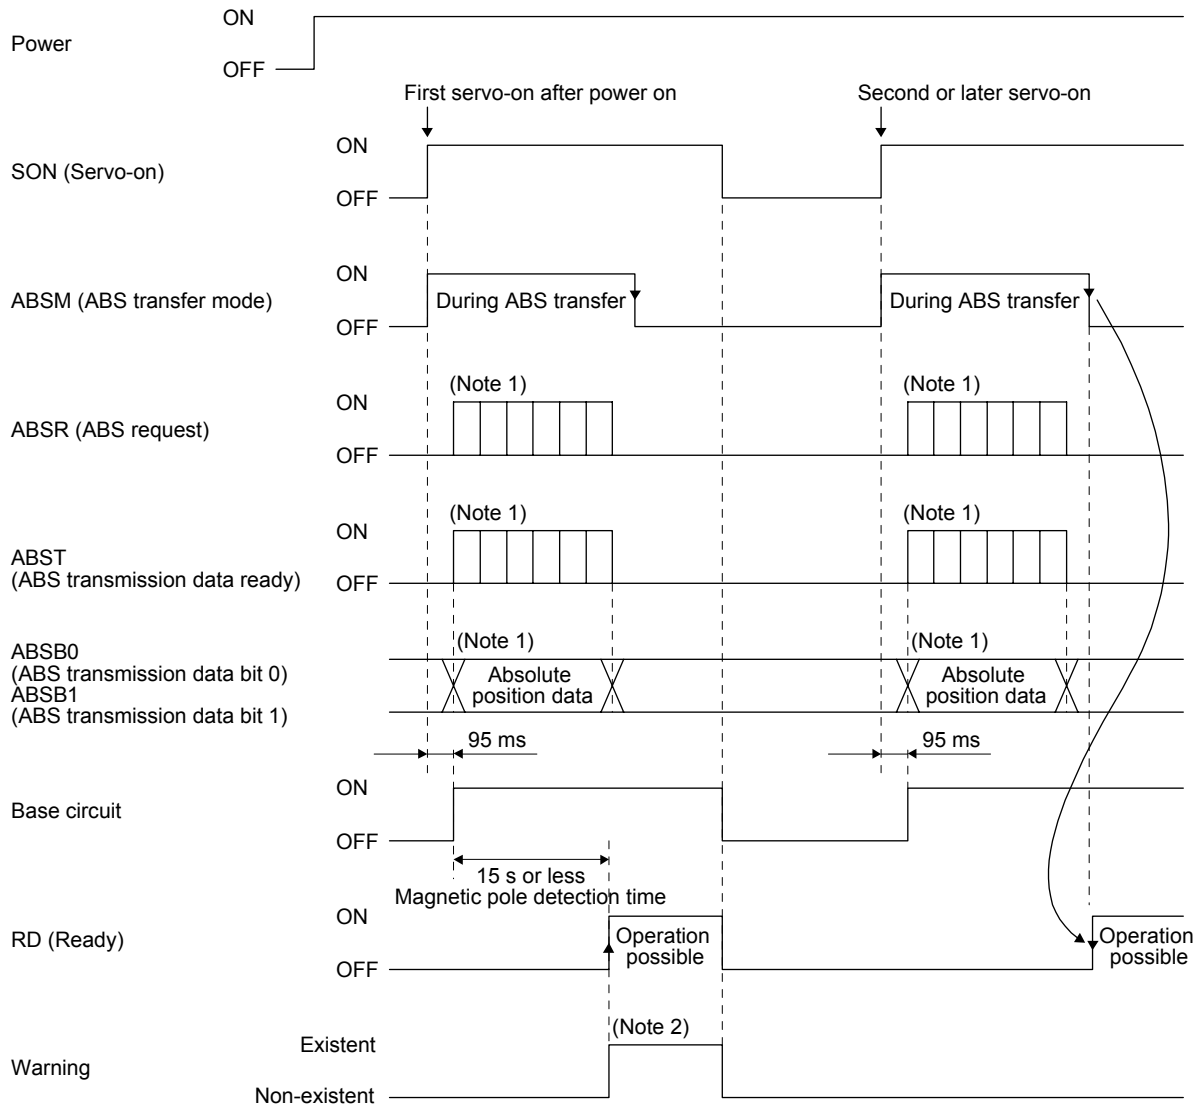 ON
Power
OFF
First servo-on after power on
Second or later servo-on
ON
SON (Servo-on)
OFF
ON
ABSM (ABS transfer mode)
During ABS transfer
During ABS transfer
OFF
(Note 1)
(Note 1)
ON
ABSR (ABS request)
OFF
(Note 1)
(Note 1)
ON
ABST
(ABS transmission data ready)
OFF
ABSB0
(ABS transmission data bit 0)
ABSB1
(ABS transmission data bit 1)
(Note 1)
Absolute
position data
(Note 1)
Absolute
position data
95 ms
95 ms
ON
Base circuit
OFF
15 s or less
Magnetic pole detection time
ON
RD (Ready)
OFF
Operation
possible
Operation
possible
(Note 2)
Existent
Warning
Non-existent